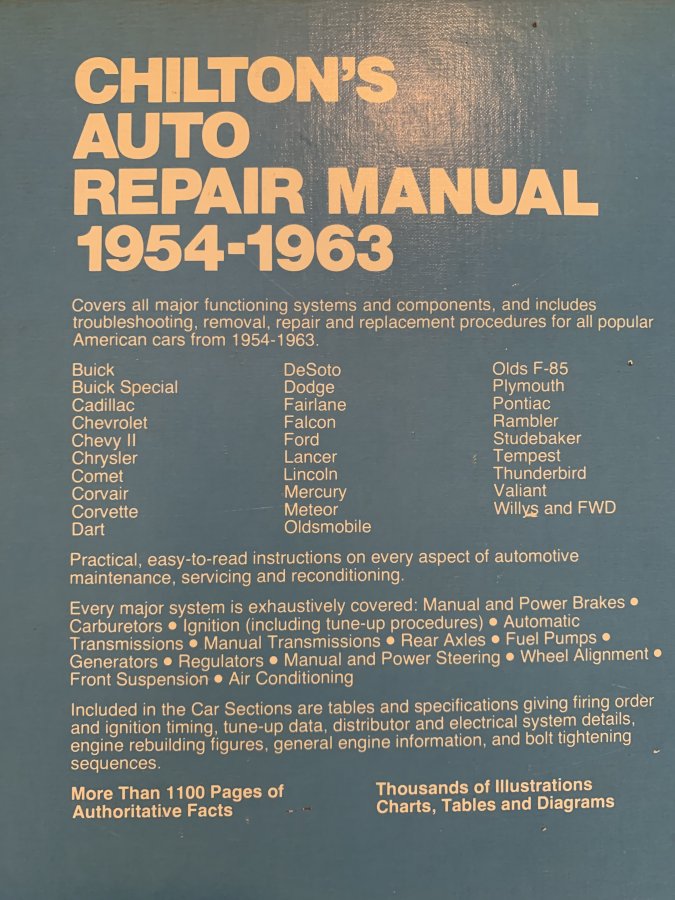 CHILTON'S
AUTO
REPAIR MANUAL
1954-1963
Covers all major functioning systems and components, and includes
troubleshooting, removal, repair and replacement procedures for all popular
American cars from 1954-1963.
Buick
Buick Special
Cadillac
Chevrolet
Chevy II
Chrysler
Comet
Corvair
Corvette
Dart
DeSoto
Dodge
Fairlane
Falcon
Ford
Lancer
Lincoln
Mercury
Meteor
Oldsmobile
Olds F-85
Plymouth
Pontiac
Rambler
Studebaker
Tempest
Thunderbird
Valiant
Willys and FWD
Practical, easy-to-read instructions on every aspect of automotive
maintenance, servicing and reconditioning.
Every major system is exhaustively covered: Manual and Power Brakes •
Carburetors • Ignition (including tune-up procedures) • Automatic
Transmissions • Manual Transmissions • Rear Axles • Fuel Pumps •
Generators • Regulators • Manual and Power Steering • Wheel Alignment •
Front Suspension • Air Conditioning
Included in the Car Sections are tables and specifications giving firing order
and ignition timing, tune-up data, distributor and electrical system details,
engine rebuilding figures, general engine information, and bolt tightening
sequences.
More Than 1100 Pages of
Authoritative Facts
Thousands of Illustrations
Charts, Tables and Diagrams